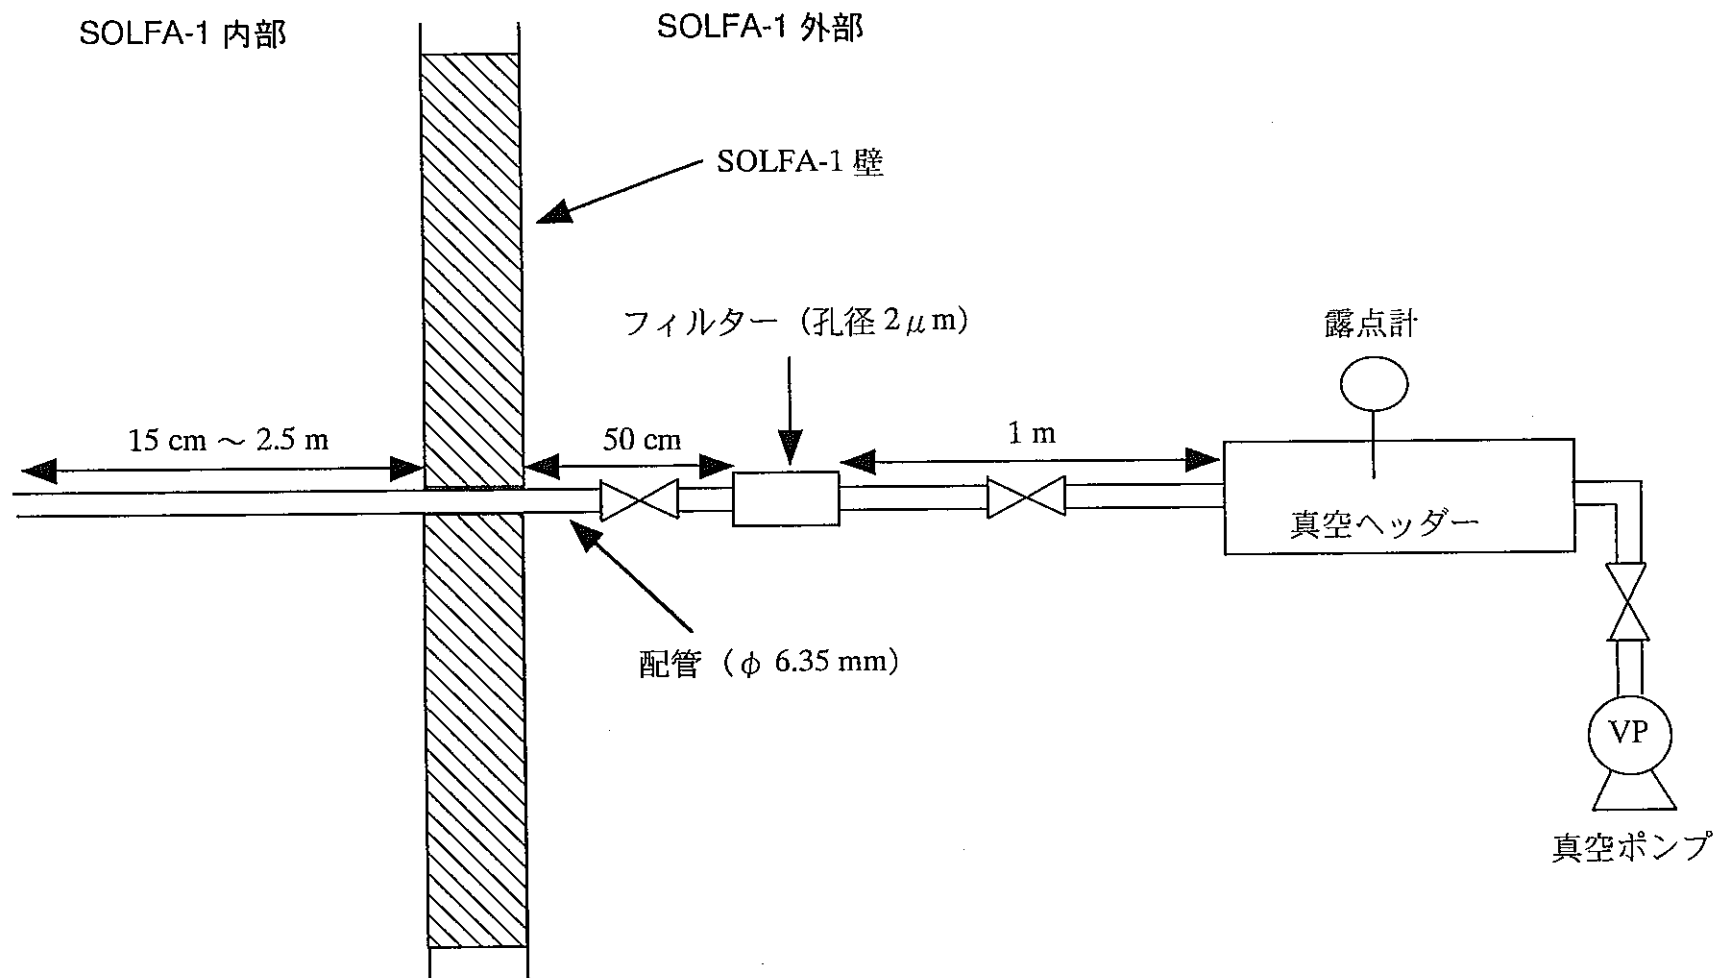 SOLFA-1 内部
SOLFA-1 外部
SOLFA-1 壁
フィルター（孔径 2μm）
露点計
15 cm ～ 2.5 m
50 cm
1 m
真空ヘッダー
配管（φ 6.35 mm）
VP
真空ポンプ